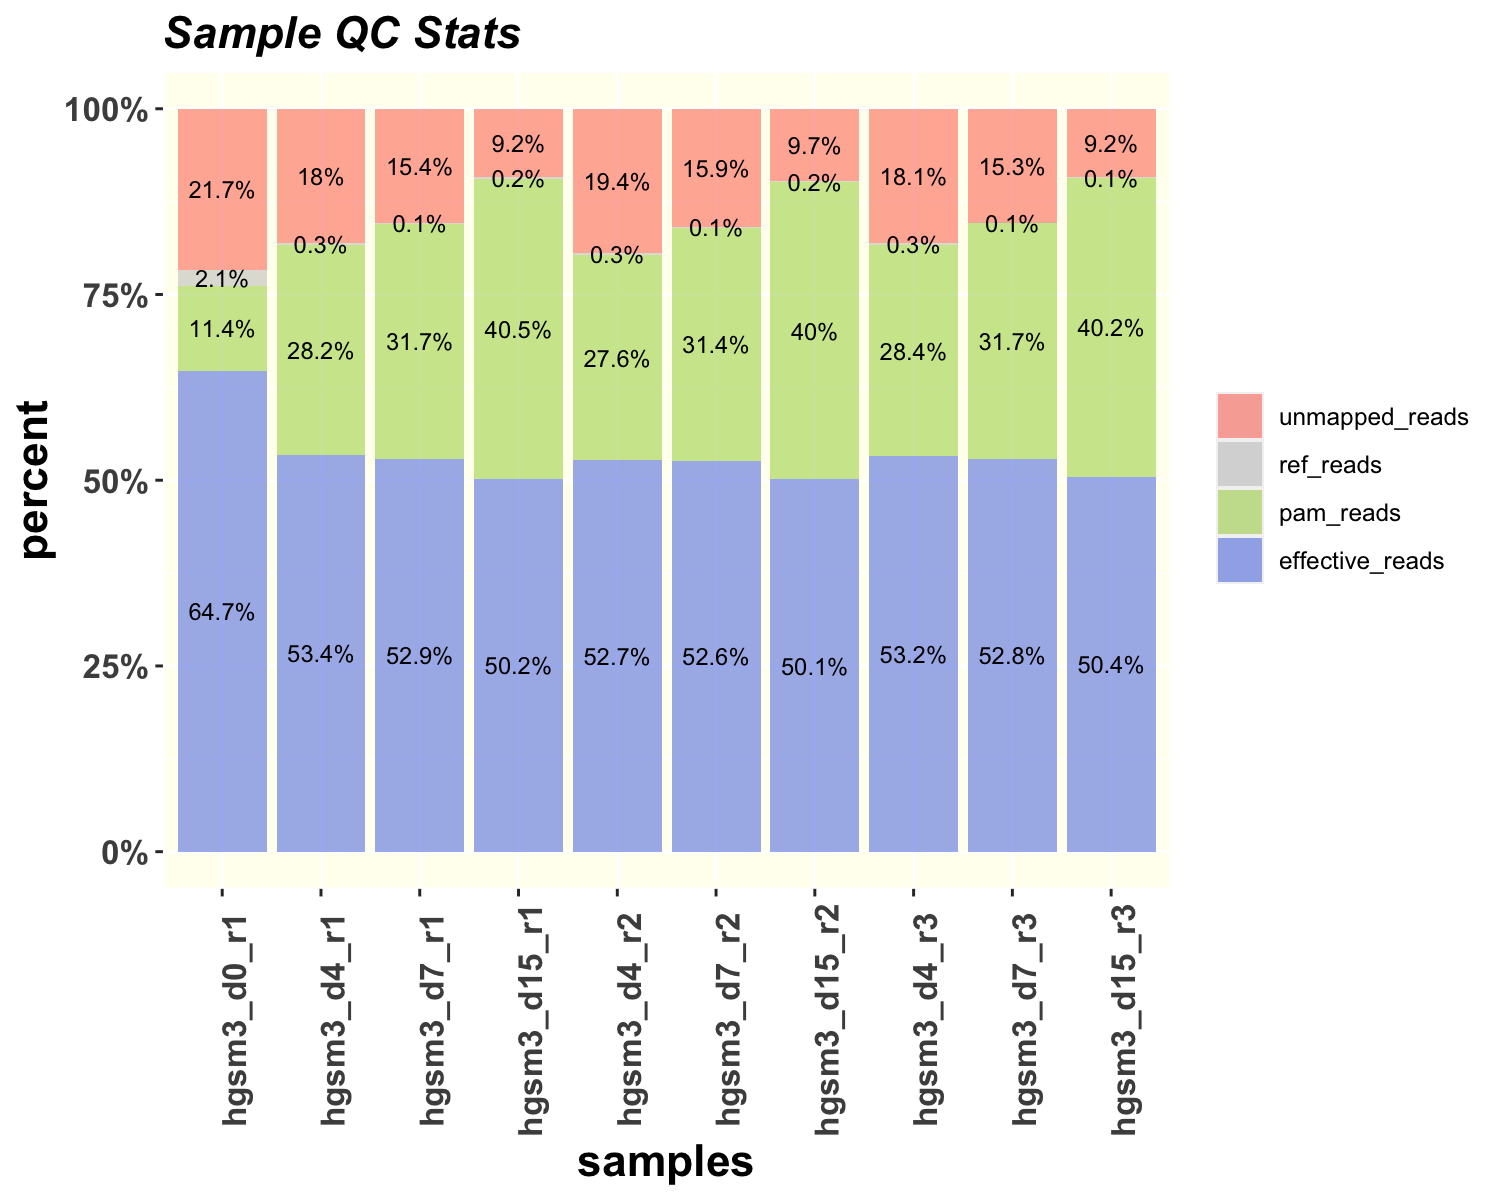 Sample QC Stats
percent
100%
75%
50%
25%
0%
21.7%
2.1%
11.4%
64.7%
18%
0.3%
28.2%
53.4%
15.4%
0.1%
31.7%
52.9%
9.2%
0.2%
40.5%
50.2%
19.4%
0.3%
27.6%
52.7%
15.9%
0.1%
31.4%
52.6%
9.7%
0.2%
40%
50.1%
18.1%
0.3%
28.4%
53.2%
15.3%
0.1%
31.7%
52.8%
9.2%
0.1%
40.2%
50.4%
hgsm3_d0_r1
hgsm3_d4_r1
hgsm3_d7_r1
hgsm3_d15_r1
hgsm3_d4_r2
hgsm3_d7_r2
hgsm3_d15_r2
hgsm3_d4_r3
hgsm3_d7_r3
hgsm3_d15_r3
samples
unmapped_reads
ref_reads
pam_reads
effective_reads